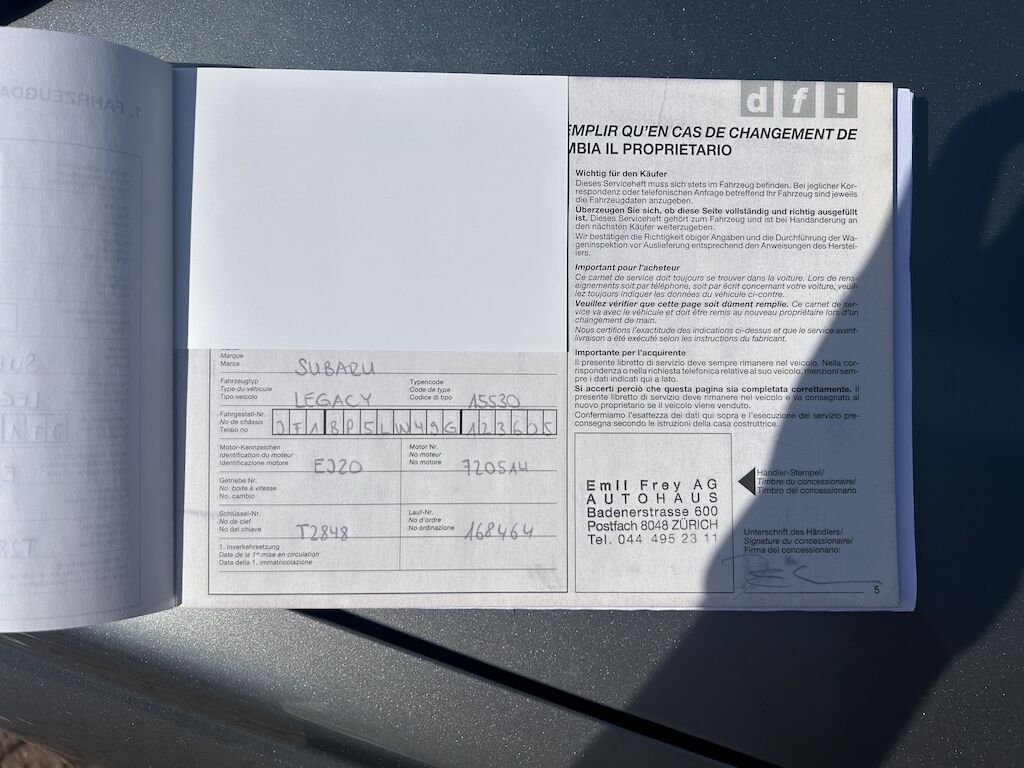 dfi
EMPLIR QU'EN CAS DE CHANGEMENT DE
MBIA IL PROPRIETARIO
Wichtig für den Käufer
Dieses Serviceheft muss sich stets im Fahrzeug befinden. Bei jeglicher Kor-
respondenz oder telefonischen Anfrage betreffend Ihr Fahrzeug sind jeweils
die Fahrzeugdaten anzugeben.
Überzeugen Sie sich, ob diese Seite vollständig und richtig ausgefüllt
ist. Dieses Serviceheft gehört zum Fahrzeug und ist bei Handänderung an
den nächsten Käufer weiterzugeben.
Wir bestätigen die Richtigkeit obiger Angaben und die Durchführung der Wa-
geninspektion vor Auslieferung entsprechend den Anweisungen des Herstel-
lers.
Important pour l'acheteur
Ce carnet de service doit toujours se trouver dans la voiture. Lors de rens-
eignements soit par téléphone, soit par écrit concernant votre voiture, veuil-
lez toujours indiquer les données du véhicule ci-contre.
Veuillez vérifier que cette page soit dûment remplie. Ce carnet de ser-
vice va avec le véhicule et doit être remis au nouveau propriétaire lors d'un
changement de main.
Nous certifions l'exactitude des indications ci-dessus et que le service avant-
livraison a été exécuté selon les instructions du fabricant.
Importante per l'acquirente
Il presente libretto di servizio deve sempre rimanere nel veicolo. Nella cor-
rispondenza o nella richiesta telefonica relative al suo veicolo, menzioni sem-
pre i dati indicati qui a lato.
Si accerti perciò che questa pagina sia completata correttamente. Il
presente libretto di servizio deve rimanere nel veicolo e va consegnato al
nuovo proprietario se il veicolo viene venduto.
Confermiamo l'esattezza dei dati qui sopra e l'esecuzione del servizio pre-
consegna secondo le istruzioni della casa costruttrice.
Marque
Marca
SUBARU
Fahrzeugtyp
Type du véhicule
Tipo veicolo
LEGACY
Typencode
Code de type
Codice di tipo
15530
Fahrgestell-Nr.
No de châssis
Telaio no
JF1BP5LW49G123605
Motor-Kennzeichen
Identification du moteur
Identificazione motore
EJ20
Motor Nr.
No moteur
No motore
720514
Getriebe Nr.
No. boîte à vitesse
No. cambio
Schlüssel-Nr.
No de clef
No del chiave
T2848
Lauf-Nr.
No d'ordre
No ordinazione
168464
1. Inverkehrsetzung
Date de la 1re mise en circulation
Data della 1. immatricolazione
Emil Frey AG
AUTOHAUS
Badenerstrasse 600
Postfach 8048 ZÜRICH
Tel. 044 495 23 11
Händler-Stempel/
Timbre du concessionaire/
Timbro del concessionario
Unterschrift des Händlers/
Signature du concessionaire/
Firma del concessionario:
5